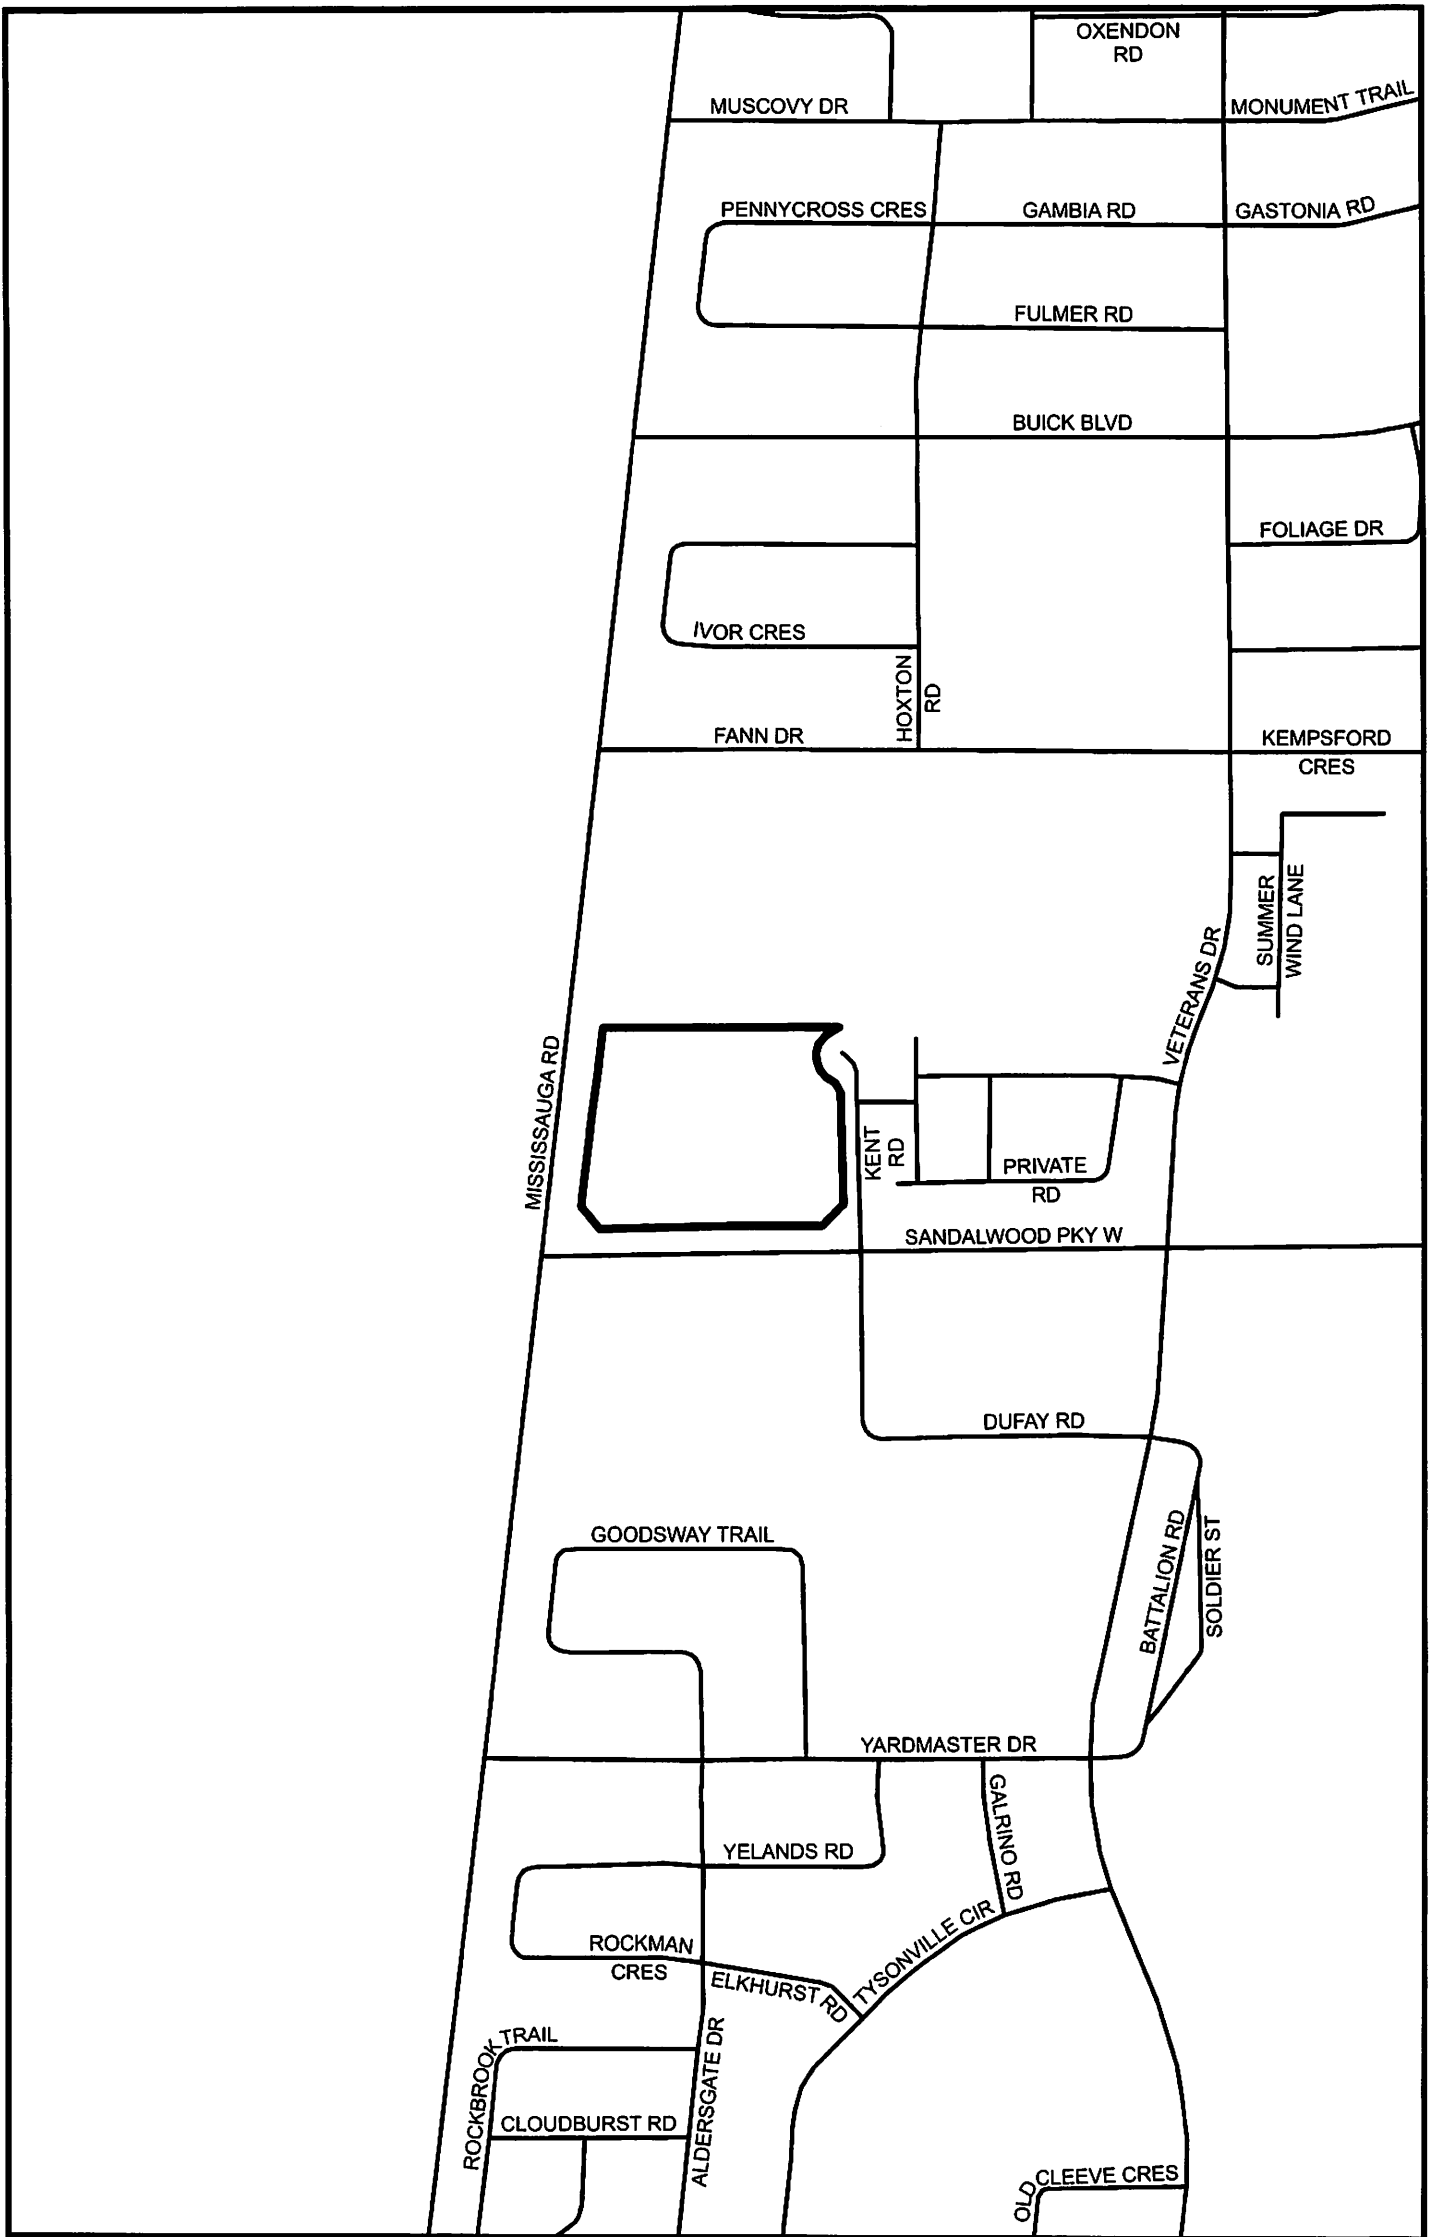 OXENDON
RD
MUSCOVY DR
MONUMENT TRAIL
PENNYCROSS CRES
GAMBIA RD
GASTONIA RD
FULMER RD
BUICK BLVD
FOLIAGE DR
IVOR CRES
HOXTON
RD
FANN DR
KEMPSFORD
CRES
SUMMER
WIND LANE
VETERANS DR
MISSISSAUGA RD
KENT
RD
PRIVATE
RD
SANDALWOOD PKY W
DUFAY RD
GOODSWAY TRAIL
BATTALION RD
SOLDIER ST
YARDMASTER DR
GALRINO RD
YELANDS RD
TYSONVILLE CIR
ROCKMAN
CRES
ELKHURST RD
ROCKBROOK TRAIL
ALDERSGATE DR
CLOUDBURST RD
OLD CLEEVE CRES